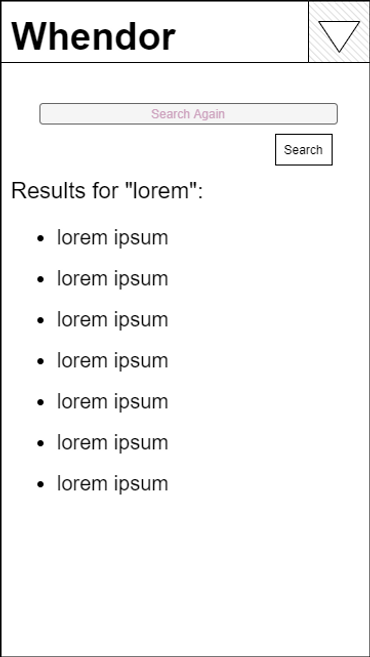 Whendor
Search Again
Search
Results for "lorem":
• lorem ipsum
• lorem ipsum
• lorem ipsum
• lorem ipsum
• lorem ipsum
• lorem ipsum
• lorem ipsum